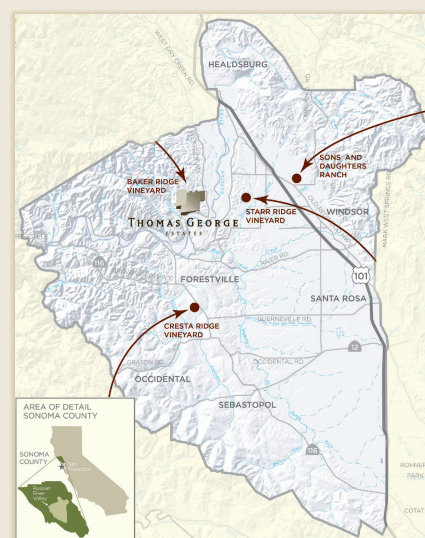 WEST DRY CREEK RD
HEALDSBURG
RD
SONS AND
DAUGHTERS
RANCH
BAKER RIDGE
VINEYARD
STARR RIDGE
VINEYARD
WINDSOR
MARK WEST SPRINGS RD
THOMAS GEORGE
ESTATES
RIVER RD
116
FORESTVILLE
101
SANTA ROSA
GUERNEVILLE RD
CRESTA RIDGE
VINEYARD
12
GRATON RD
OCCIDENTAL RD
OCCIDENTAL
SEBASTOPOL
116
ROHNER
PARK
COTAT
AREA OF DETAIL
SONOMA COUNTY
SONOMA
COUNTY
San
Francisco
Russian
River
Valley